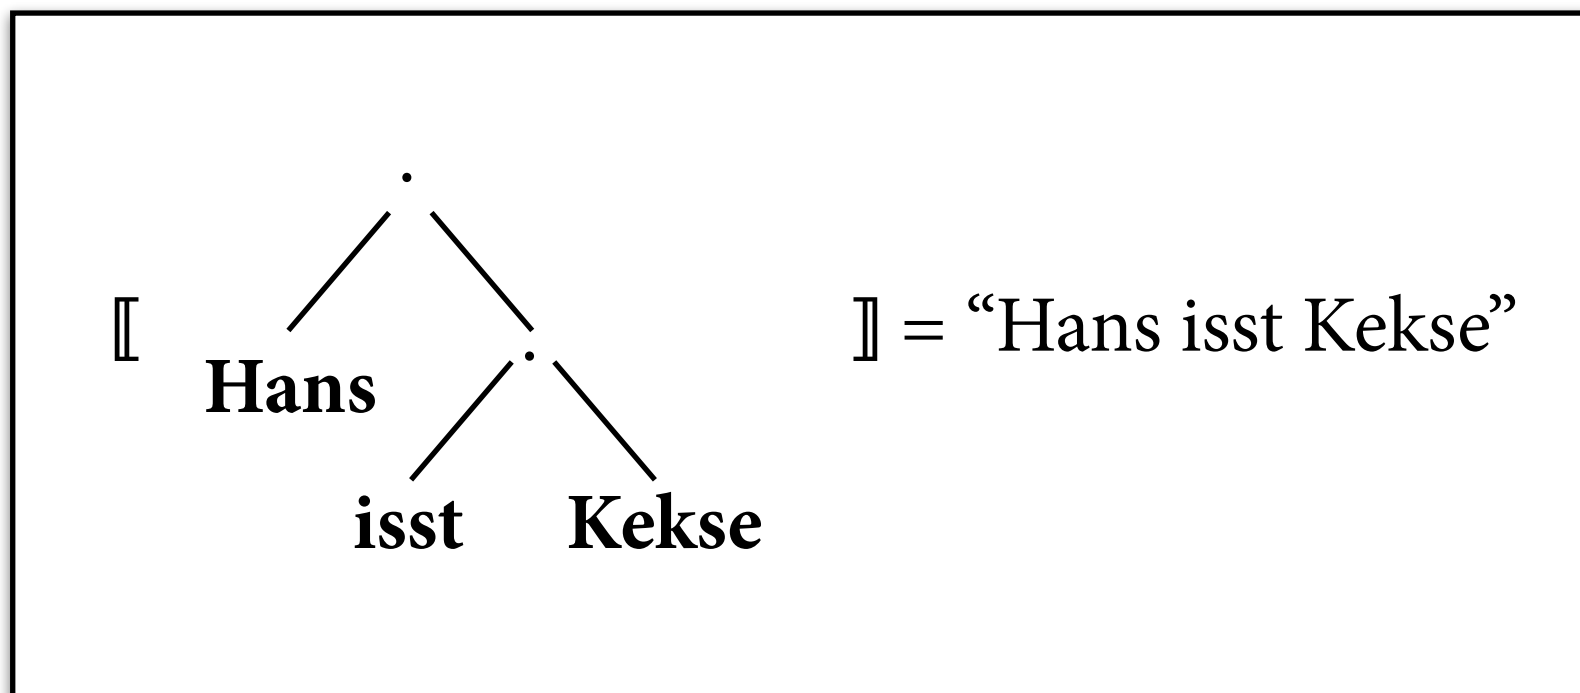 ⟦ Hans ⟧ = “Hans isst Kekse”
isst Kekse